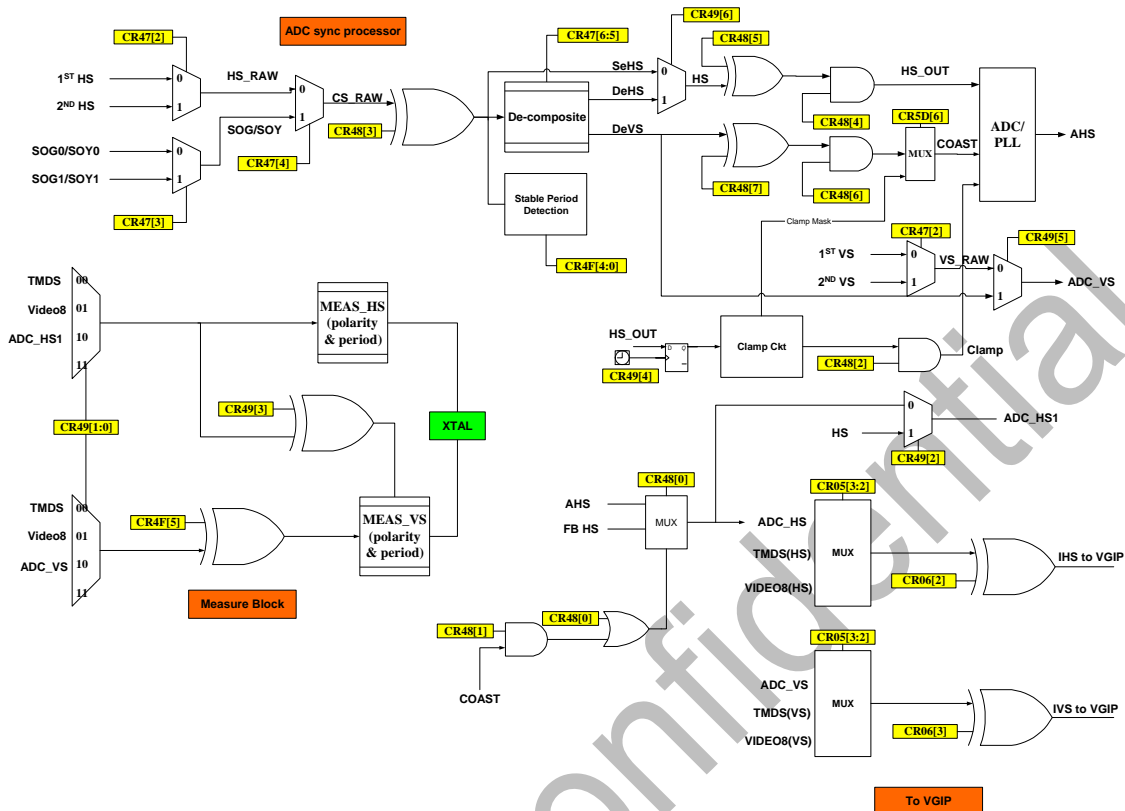 ADC sync processor
CR47[2]
1ST HS
2ND HS
0
1
HS_RAW
SOG0/SOY0
SOG1/SOY1
0
1
SOG/SOY
CR47[3]
0
1
CR47[4]
CS_RAW
CR48[3]
CR47[6:5]
De-composite
SeHS
DeHS
DeVS
Stable Period
Detection
CR4F[4:0]
CR49[6]
0
1
HS
CR48[5]
CR48[4]
HS_OUT
CR48[7]
CR48[6]
CR5D[6]
MUX
COAST
ADC/
PLL
AHS
Clamp Mask
CR47[2]
1ST VS
2ND VS
0
1
VS_RAW
CR49[5]
0
1
ADC_VS
HS_OUT
D
Q
CR49[4]
Clamp Ckt
CR48[2]
Clamp
TMDS
Video8
ADC_HS1
00
01
10
11
MEAS_HS
(polarity
& period)
CR49[3]
CR49[1:0]
XTAL
TMDS
Video8
ADC_VS
00
01
10
11
CR4F[5]
MEAS_VS
(polarity
& period)
Measure Block
HS
0
1
CR49[2]
ADC_HS1
CR48[0]
AHS
FB HS
MUX
CR48[1]
COAST
CR48[0]
CR05[3:2]
ADC_HS
TMDS(HS)
VIDEO8(HS)
MUX
CR06[2]
IHS to VGIP
CR05[3:2]
ADC_VS
TMDS(VS)
VIDEO8(VS)
MUX
CR06[3]
IVS to VGIP
To VGIP
onfidential